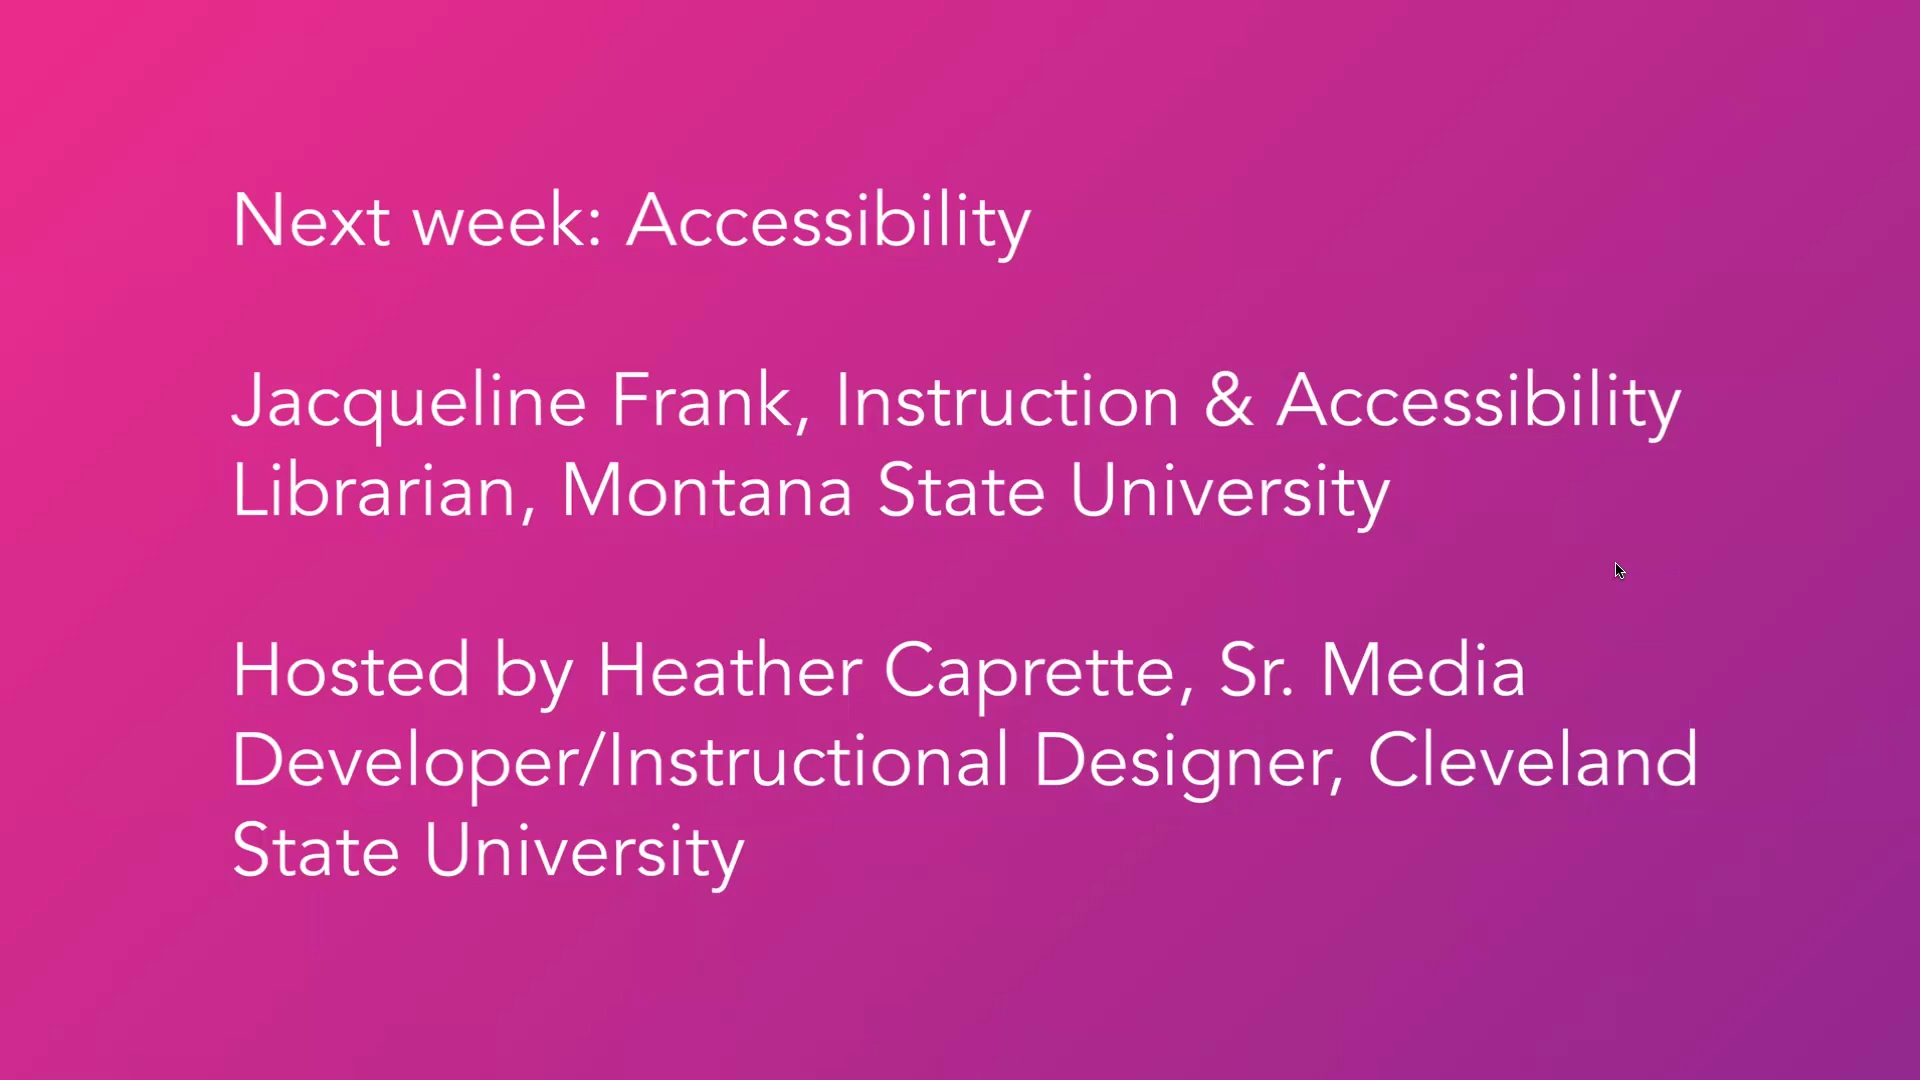 Next week: Accessibility
Jacqueline Frank, Instruction & Accessibility
Librarian, Montana State University
Hosted by Heather Caprette, Sr. Media
Developer/Instructional Designer, Cleveland
State University